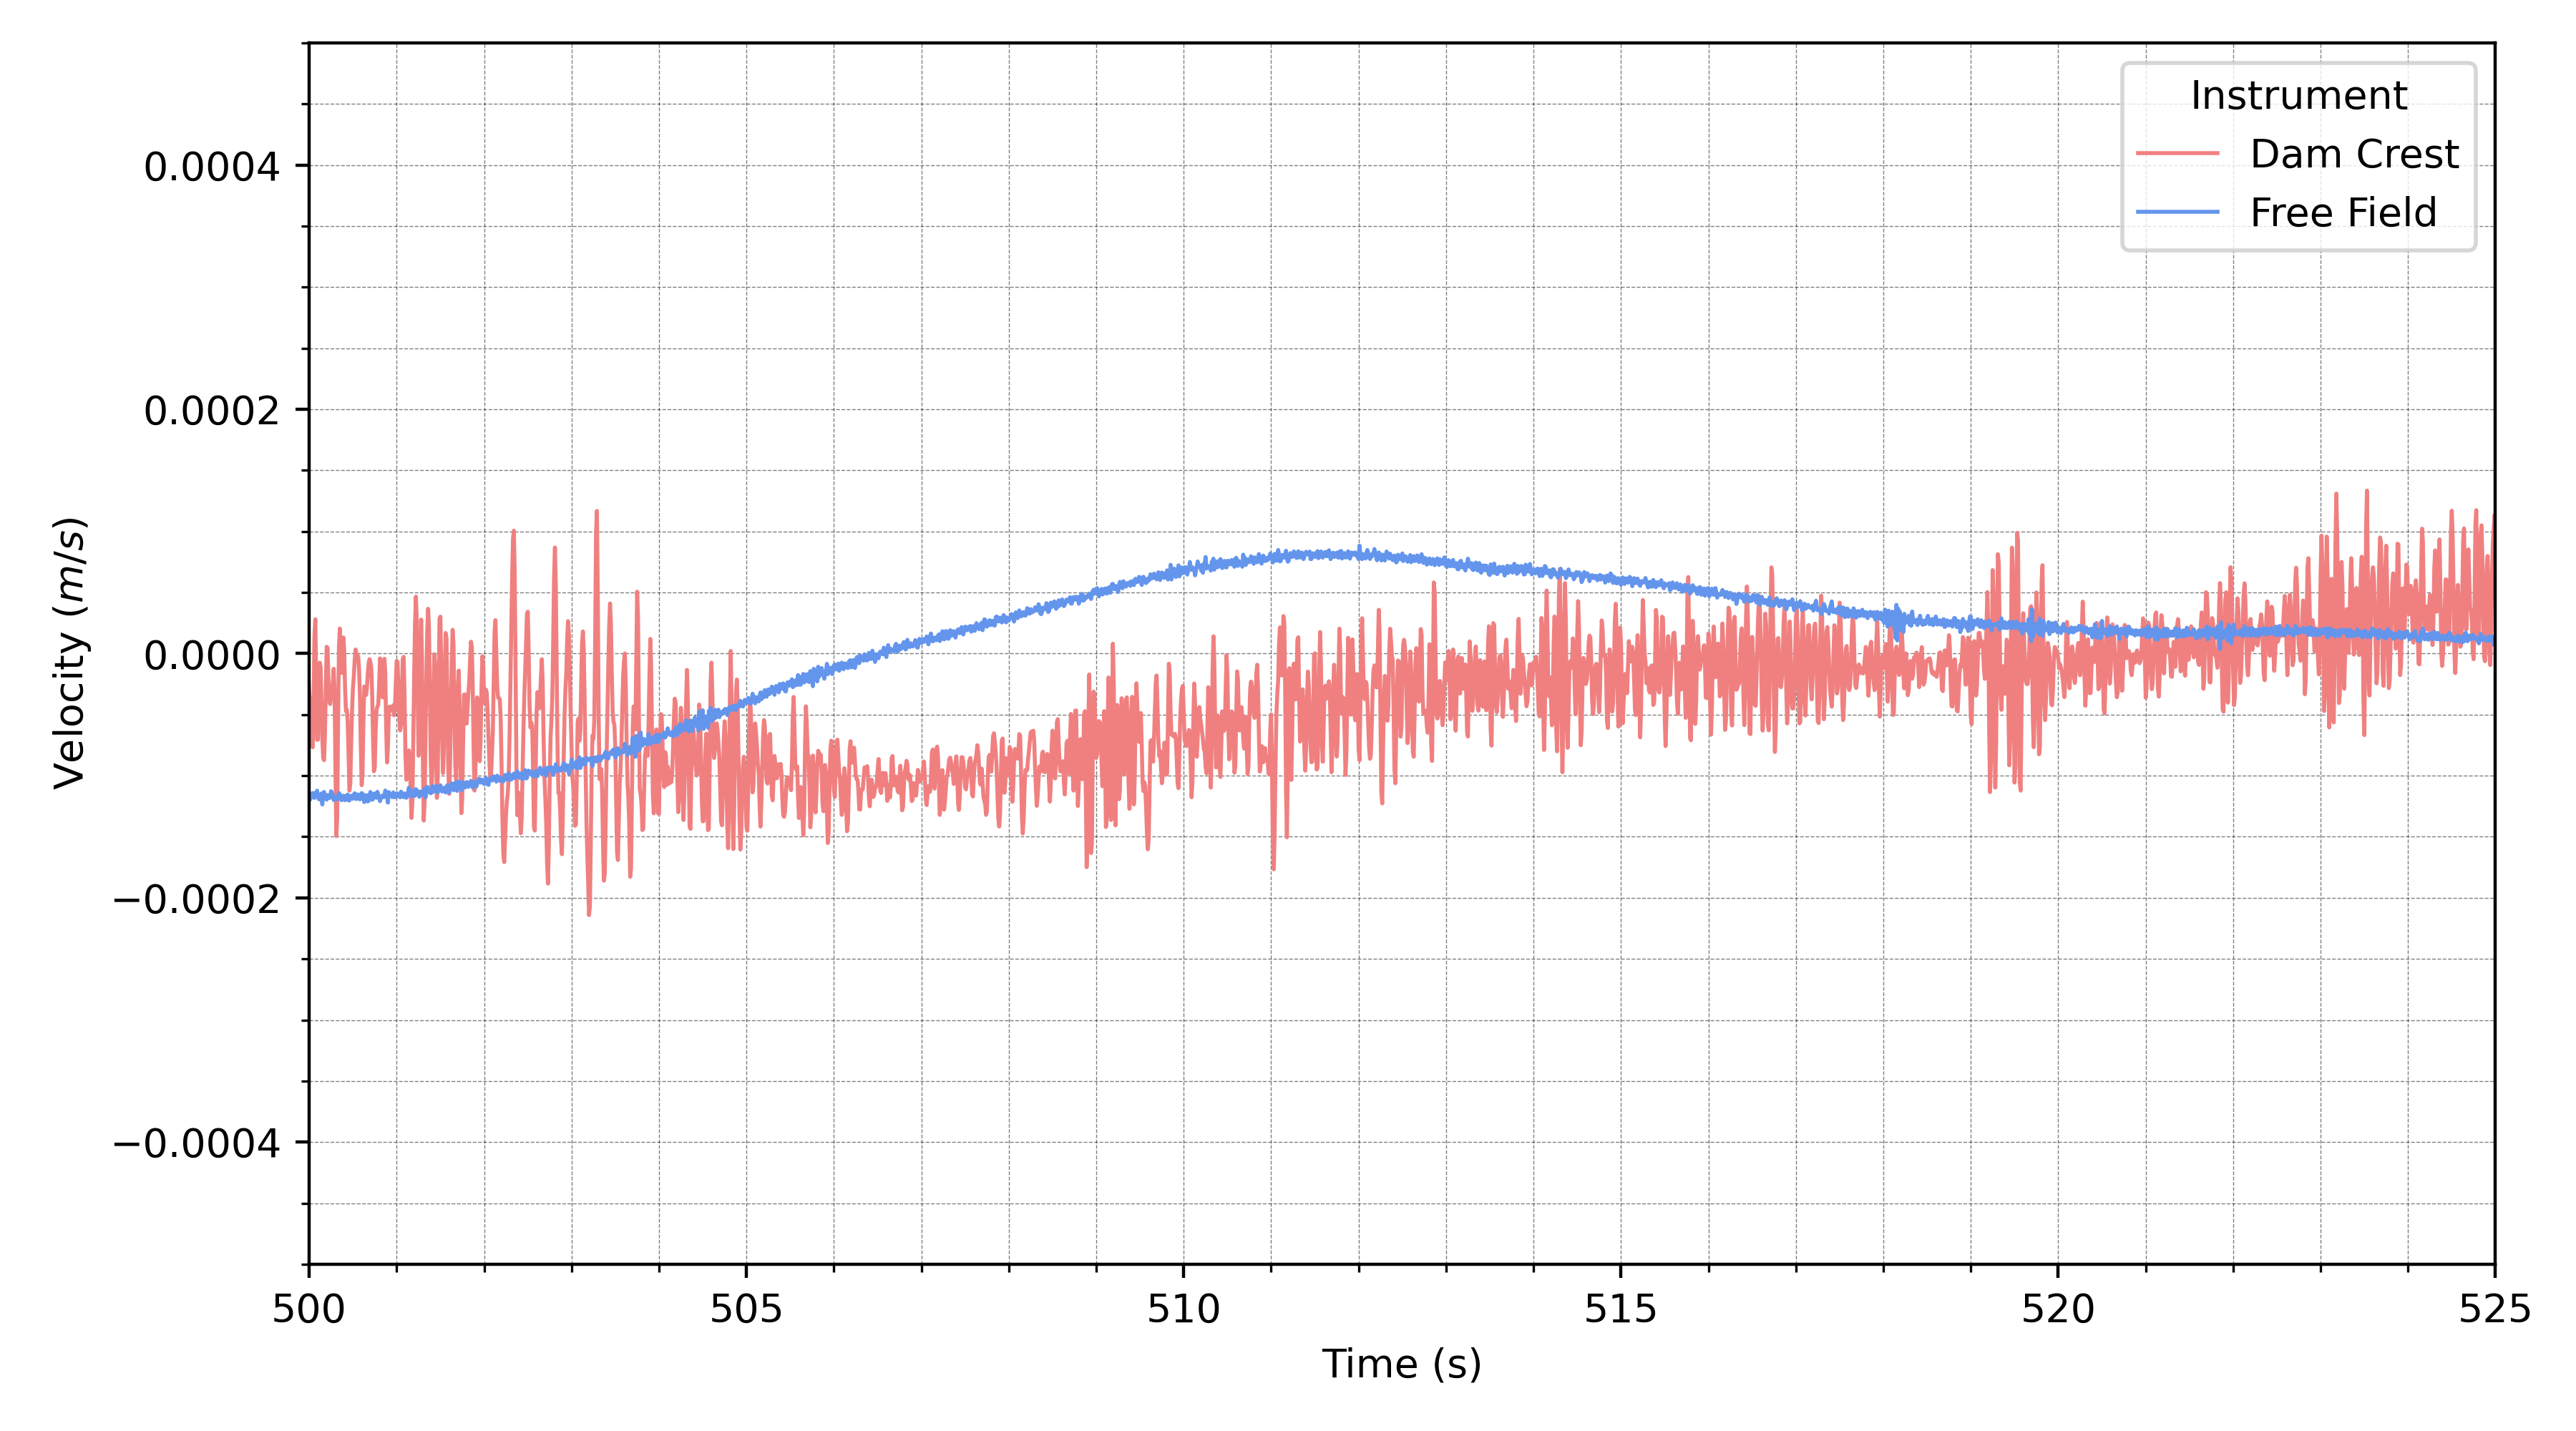 Instrument
Dam Crest
Free Field
Velocity (m/s)
0.0004
0.0002
0.0000
−0.0002
−0.0004
500 505 510 515 520 525
Time (s)